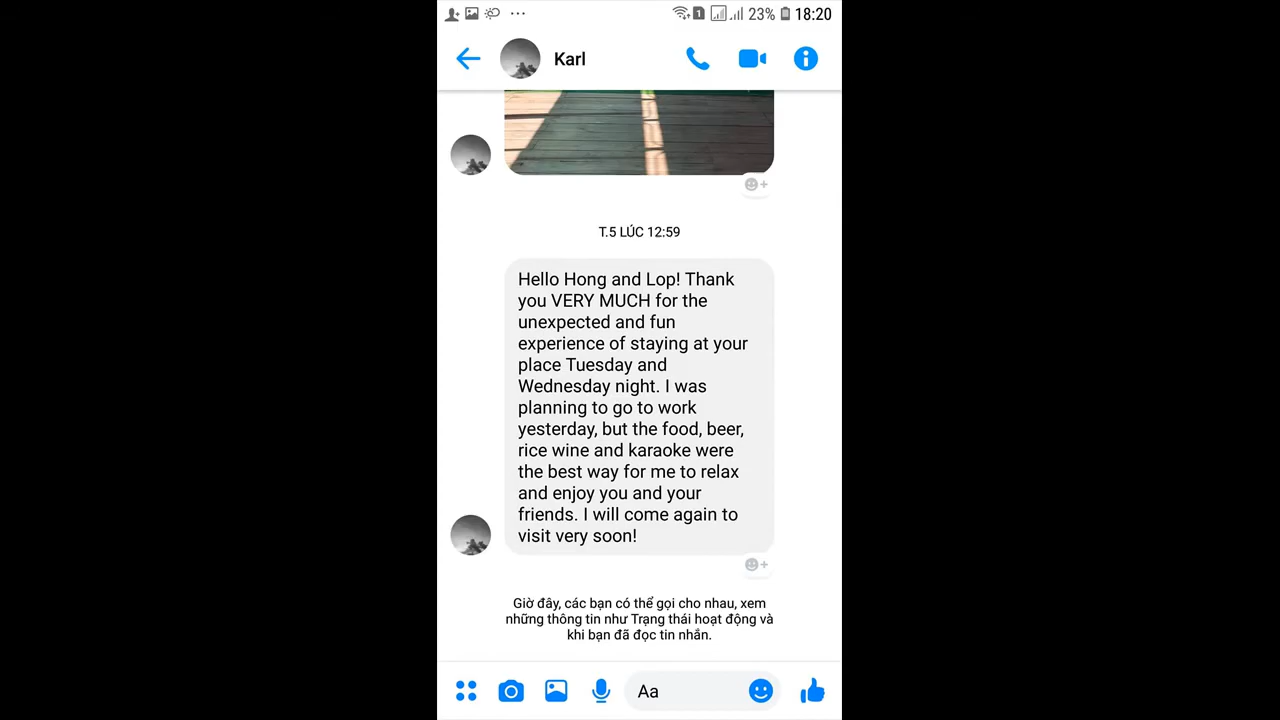 23% 18:20
Karl
T.5 LÚC 12:59
Hello Hong and Lop! Thank
you VERY MUCH for the
unexpected and fun
experience of staying at your
place Tuesday and
Wednesday night. I was
planning to go to work
yesterday, but the food, beer,
rice wine and karaoke were
the best way for me to relax
and enjoy you and your
friends. I will come again to
visit very soon!
Giờ đây, các bạn có thể gọi cho nhau, xem
những thông tin như Trạng thái hoạt động và
khi bạn đã đọc tin nhắn.
Aa